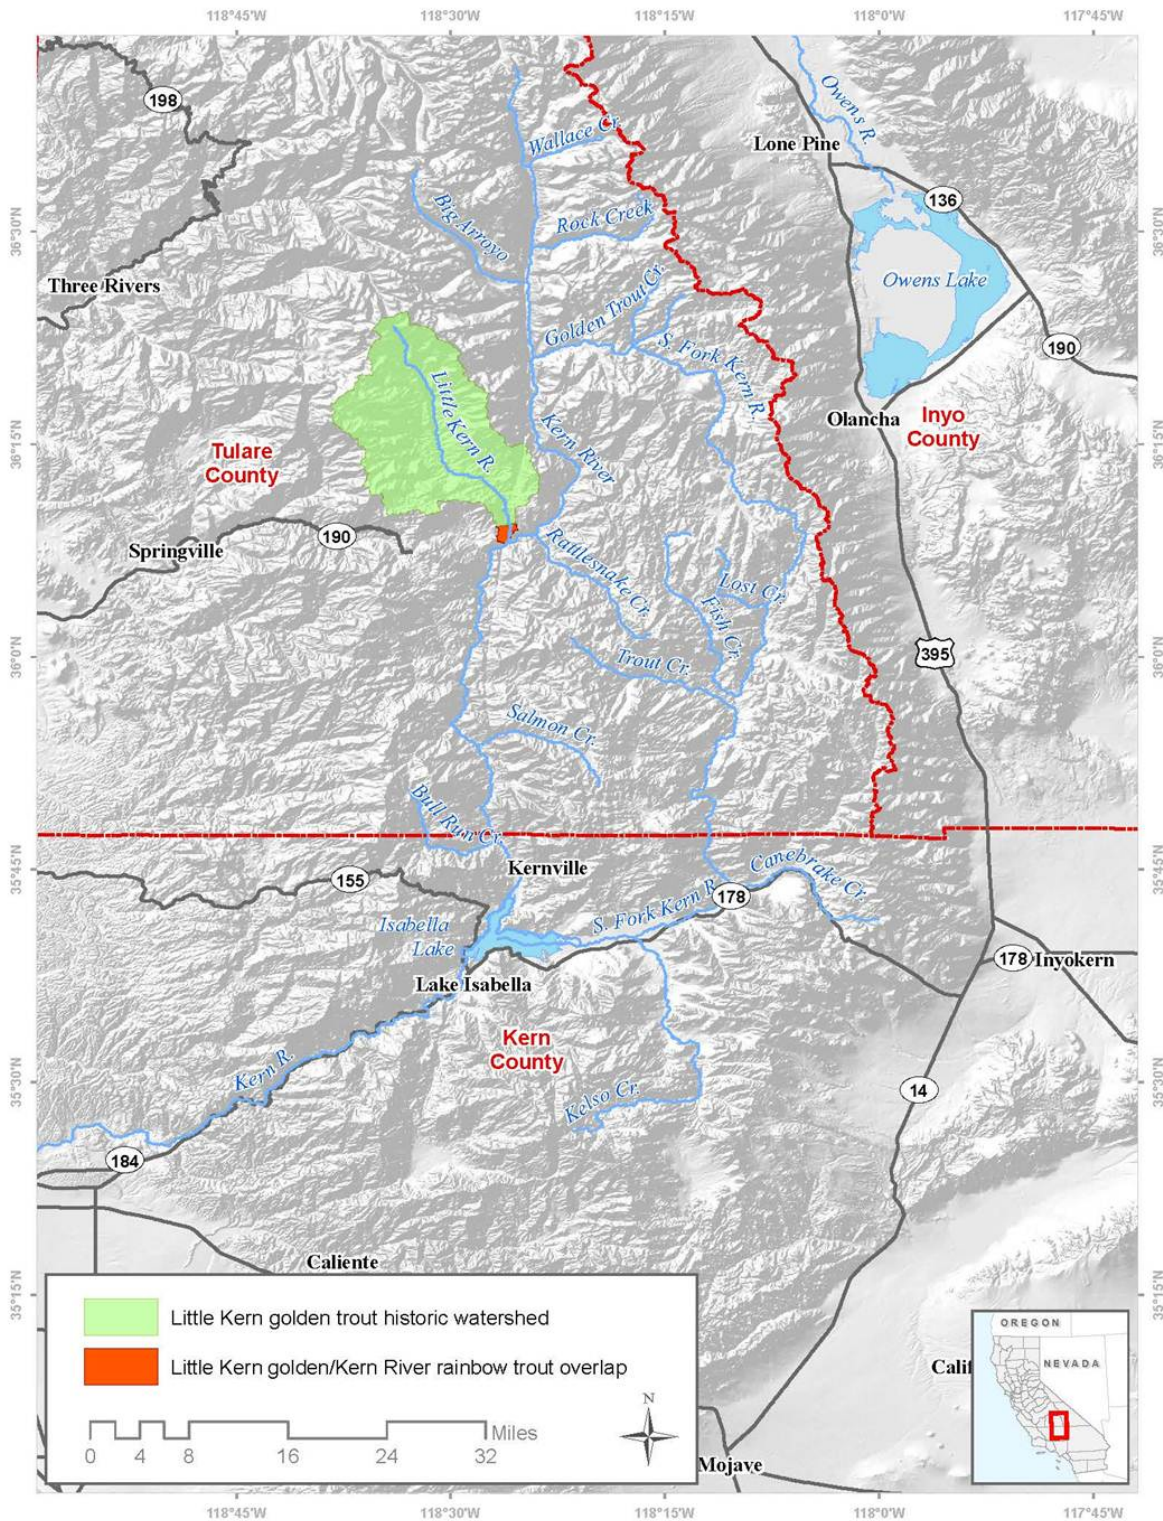 118°45'W 118°30'W 118°15'W 118°0'W 117°45'W
198
Owens R.
Wallace Cr.
Lone Pine
136
Big Arroyo
Rock Creek
36°30'N
36°30'N
Three Rivers
Owens Lake
Golden Trout Cr.
S. Fork Kern R.
190
Little Kern R.
Olancha
Inyo
County
Kern River
36°15'N
36°15'N
Tulare
County
190
Springville
Rattlesnake Cr.
Lost Cr.
Fish Cr.
395
36°0'N
36°0'N
Trout Cr.
Salmon Cr.
Bull Run Cr.
35°45'N
35°45'N
155
Kernville
Canebrake Cr.
178
S. Fork Kern R.
Isabella
Lake
178
Inyokern
Lake Isabella
Kern
County
Kern R.
35°30'N
35°30'N
14
Kelso Cr.
184
Caliente
35°15'N
35°15'N
Little Kern golden trout historic watershed
Little Kern golden/Kern River rainbow trout overlap
Miles
0 4 8 16 24 32
N
OREGON
NEVADA
Calif
Mojave
118°45'W 118°30'W 118°15'W 118°0'W 117°45'W